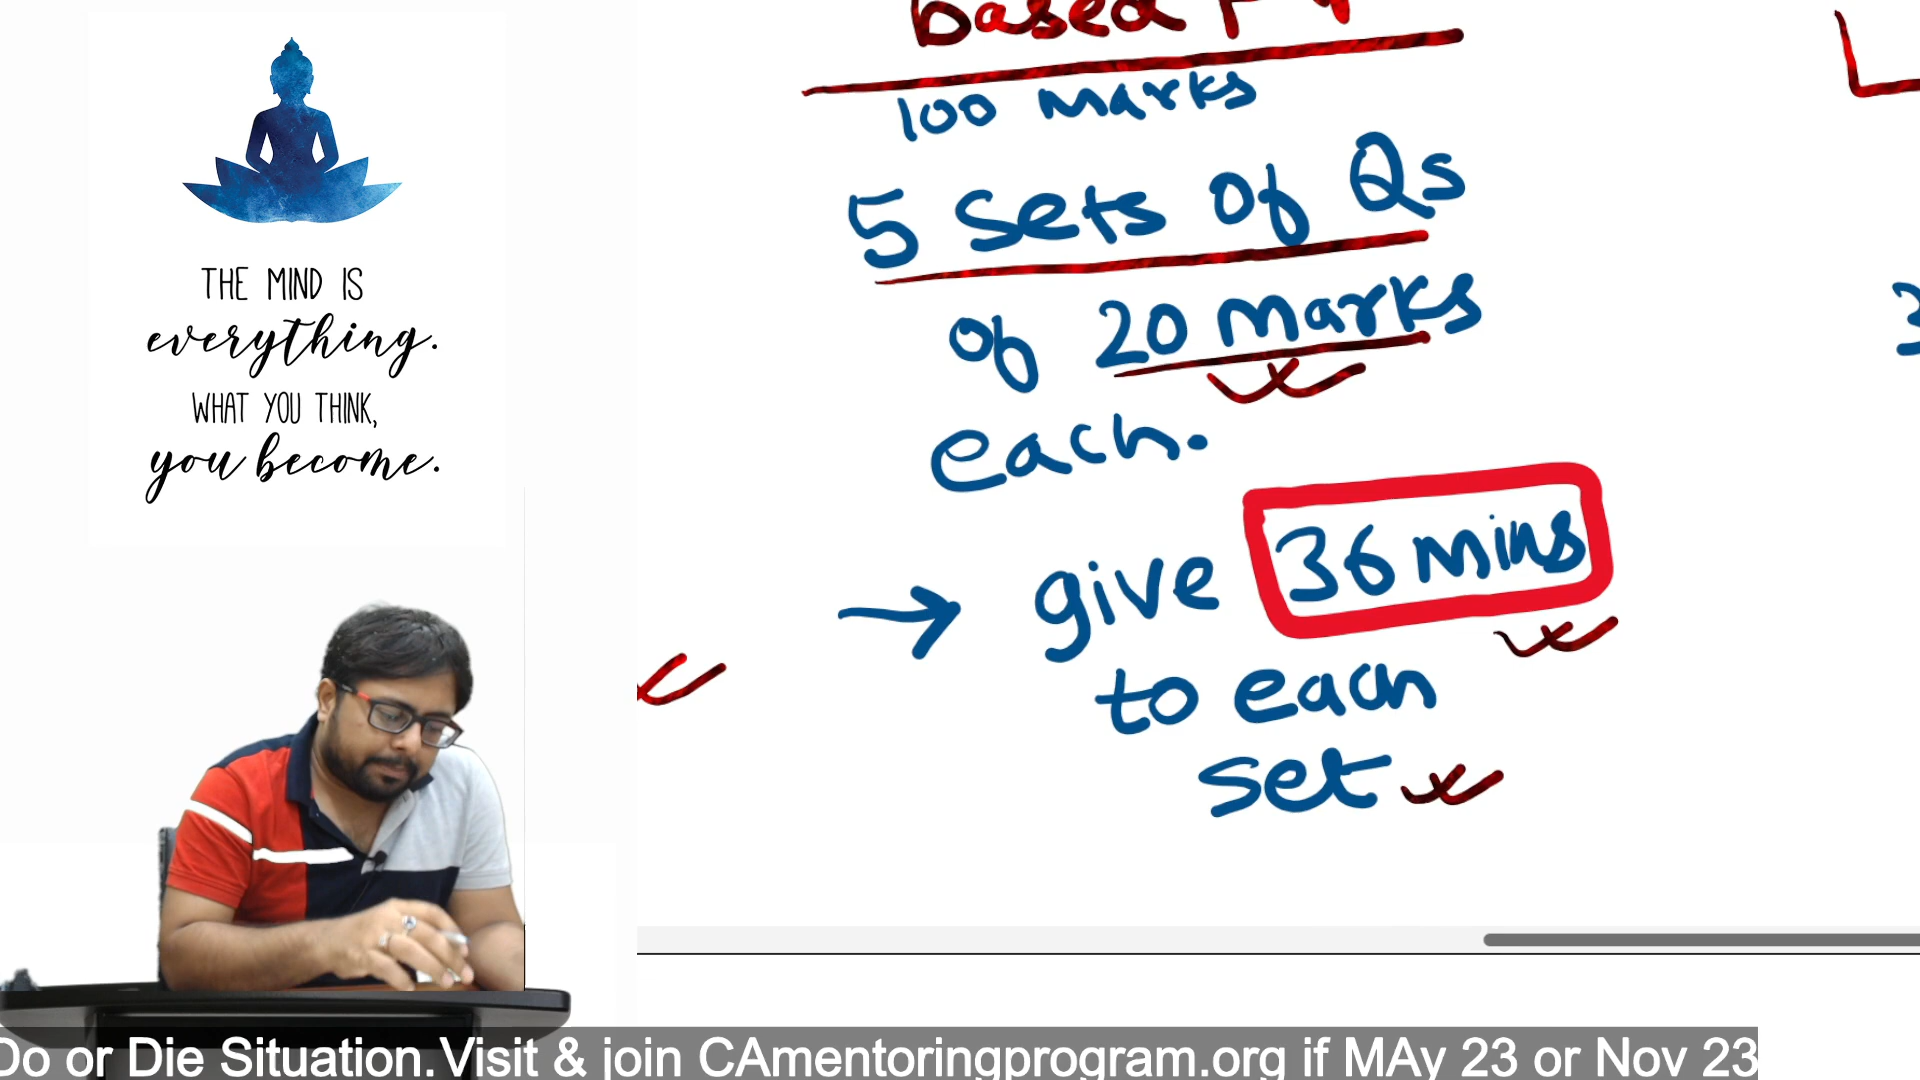 THE MIND IS
everything.
WHAT YOU THINK,
you become.
based
100 marks
5 sets of Qs
of 20 marks
each.
→ give 36 mins
to each
set
Do or Die Situation.Visit & join CAmentoringprogram.org if MAy 23 or Nov 23